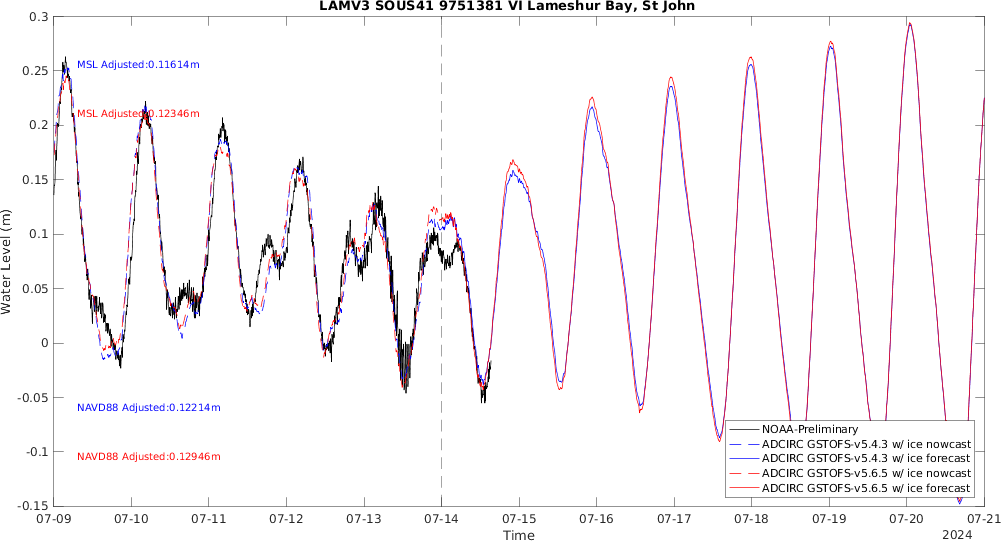 LAMV3 SOUS41 9751381 VI Lameshur Bay, St John
0.3
0.25
0.2
0.15
0.1
0.05
0
-0.05
-0.1
-0.15
Water Level (m)
MSL Adjusted:0.11614m
MSL Adjusted:0.12346m
NAVD88 Adjusted:0.12214m
NAVD88 Adjusted:0.12946m
NOAA-Preliminary
ADCIRC GSTOFS-v5.4.3 w/ ice nowcast
ADCIRC GSTOFS-v5.4.3 w/ ice forecast
ADCIRC GSTOFS-v5.6.5 w/ ice nowcast
ADCIRC GSTOFS-v5.6.5 w/ ice forecast
07-09 07-10 07-11 07-12 07-13 07-14 07-15 07-16 07-17 07-18 07-19 07-20 07-21
Time
2024